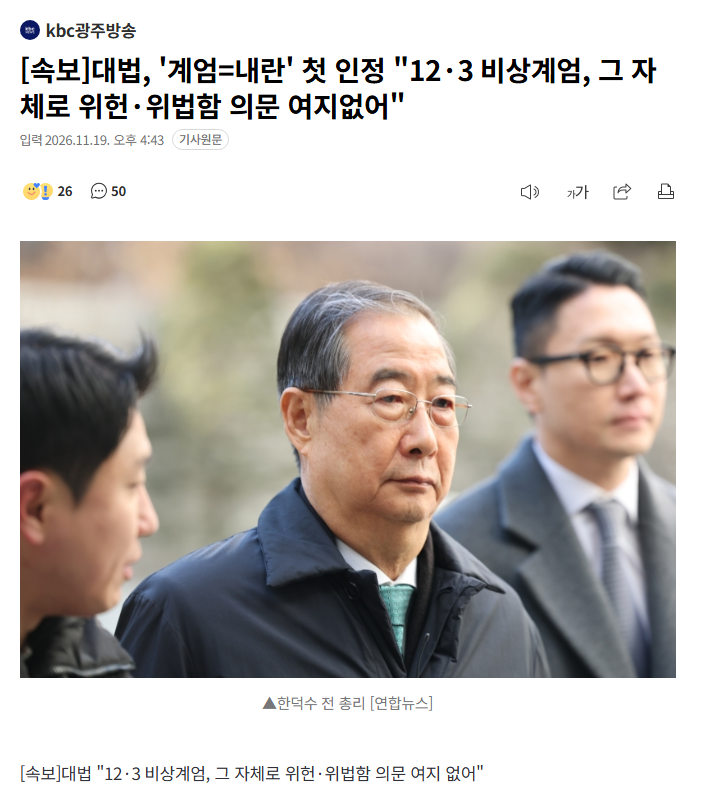 kbc광주방송
[속보]대법, '계엄=내란' 첫 인정 "12·3 비상계엄, 그 자
체로 위헌·위법함 의문 여지없어"
입력 2026.11.19. 오후 4:43 기사원문
26 50
가가
▲한덕수 전 총리 [연합뉴스]
[속보]대법 "12·3 비상계엄, 그 자체로 위헌·위법함 의문 여지 없어"